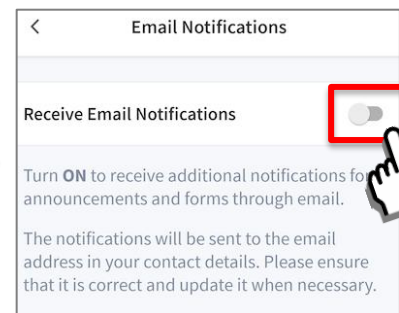 Email Notifications
Receive Email Notifications
Turn ON to receive additional notifications for
announcements and forms through email.
The notifications will be sent to the email
address in your contact details. Please ensure
that it is correct and update it when necessary.